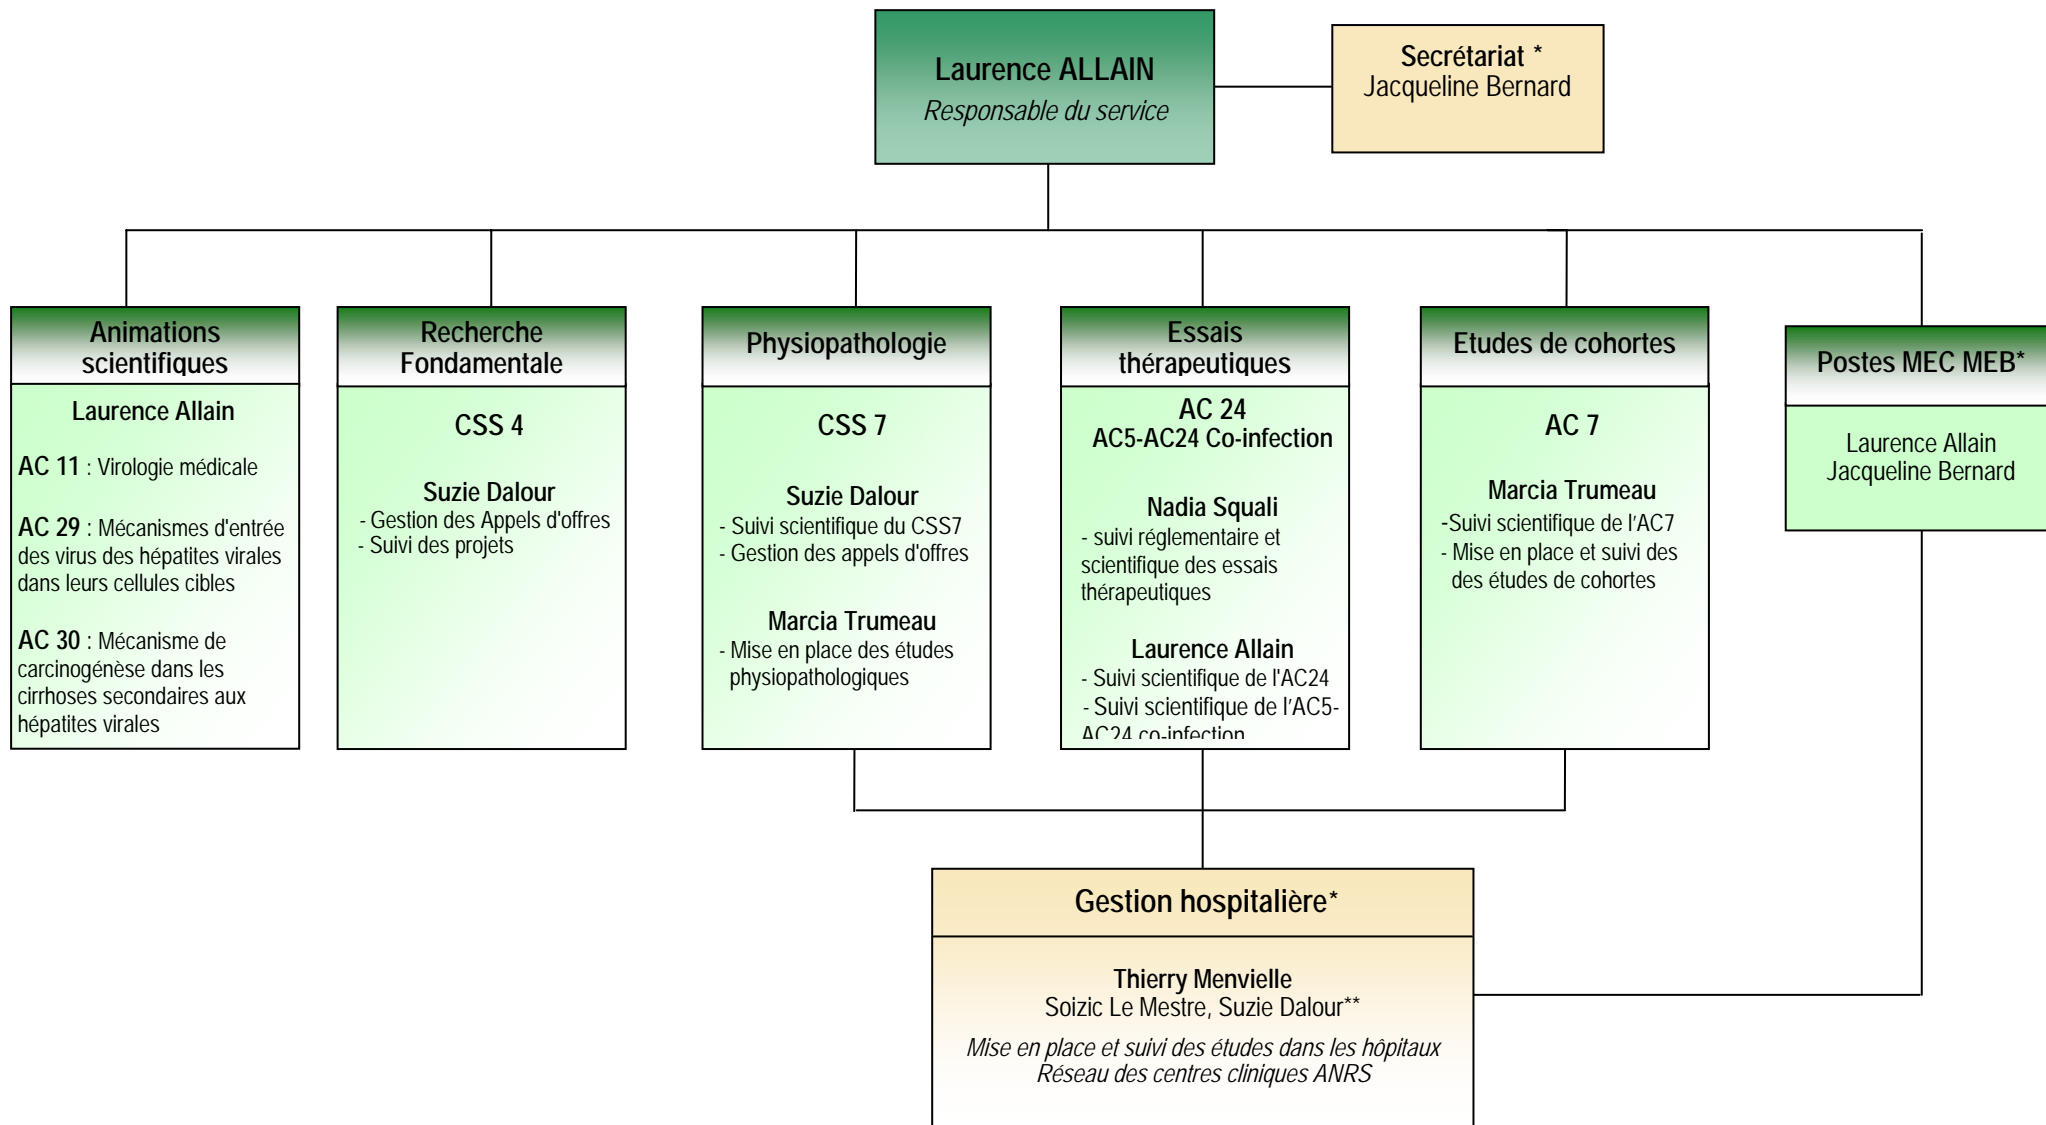 Laurence ALLAIN
Responsable du service
Secrétariat *
Jacqueline Bernard
Animations
scientifiques
Laurence Allain
AC 11 : Virologie médicale
AC 29 : Mécanismes d'entrée
des virus des hépatites virales
dans leurs cellules cibles
AC 30 : Mécanisme de
carcinogénèse dans les
cirrhoses secondaires aux
hépatites virales
Recherche
Fondamentale
CSS 4
Suzie Dalour
- Gestion des Appels d'offres
- Suivi des projets
Physiopathologie
CSS 7
Suzie Dalour
- Suivi scientifique du CSS7
- Gestion des appels d'offres
Marcia Trumeau
- Mise en place des études
physiopathologiques
Essais
thérapeutiques
AC 24
AC5-AC24 Co-infection
Nadia Squali
- suivi réglementaire et
scientifique des essais
thérapeutiques
Laurence Allain
- Suivi scientifique de l'AC24
- Suivi scientifique de l'AC5-
AC24 co-infection
Etudes de cohortes
AC 7
Marcia Trumeau
-Suivi scientifique de l'AC7
- Mise en place et suivi des
des études de cohortes
Postes MEC MEB*
Laurence Allain
Jacqueline Bernard
Gestion hospitalière*
Thierry Menvielle
Soizic Le Mestre, Suzie Dalour**
Mise en place et suivi des études dans les hôpitaux
Réseau des centres cliniques ANRS